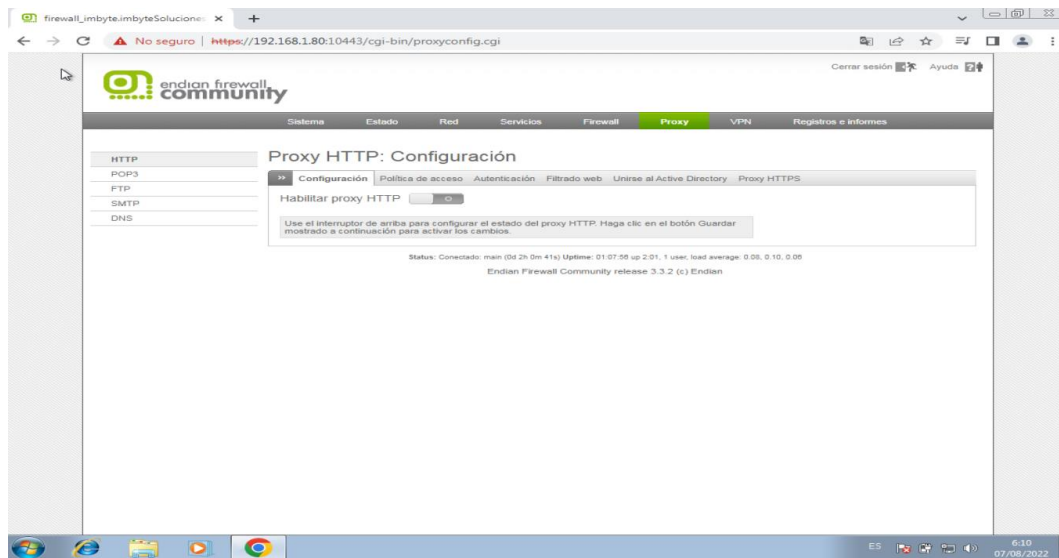 firewall_imbyte.imbyteSoluciones
No seguro | https://192.168.1.80:10443/cgi-bin/proxyconfig.cgi
Cerrar sesión Ayuda
endian firewall
community
Sistema Estado Red Servicios Firewall Proxy VPN Registros e informes
HTTP
POP3
FTP
SMTP
DNS
Proxy HTTP: Configuración
>> Configuración Política de acceso Autenticación Filtrado web Unirse al Active Directory Proxy HTTPS
Habilitar proxy HTTP
Use el interruptor de arriba para configurar el estado del proxy HTTP. Haga clic en el botón Guardar
mostrado a continuación para activar los cambios.
Status: Conectado: main (0d 2h 0m 41s) Uptime: 01:07:56 up 2:01, 1 user, load average: 0.08, 0.10, 0.06
Endian Firewall Community release 3.3.2 (c) Endian
ES
6:10
07/08/2022